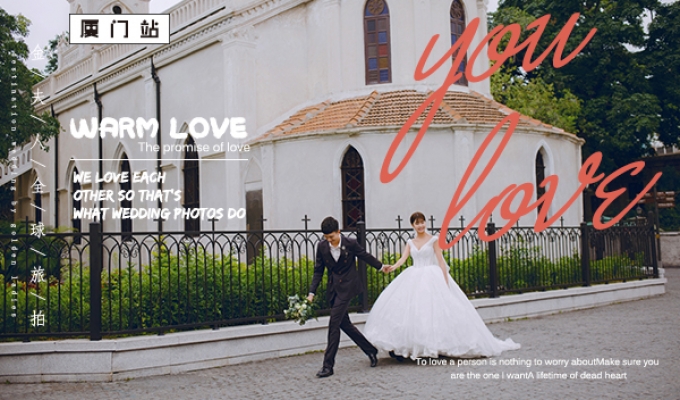 厦门站
金/夫/人/全/球/旅/拍
WARM LOVE
The promise of love
WE LOVE EACH
OTHER SO THAT'S
WHAT WEDDING PHOTOS DO
you
love
To love a person is nothing to worry aboutMake sure you
are the one I wantA lifetime of dead heart